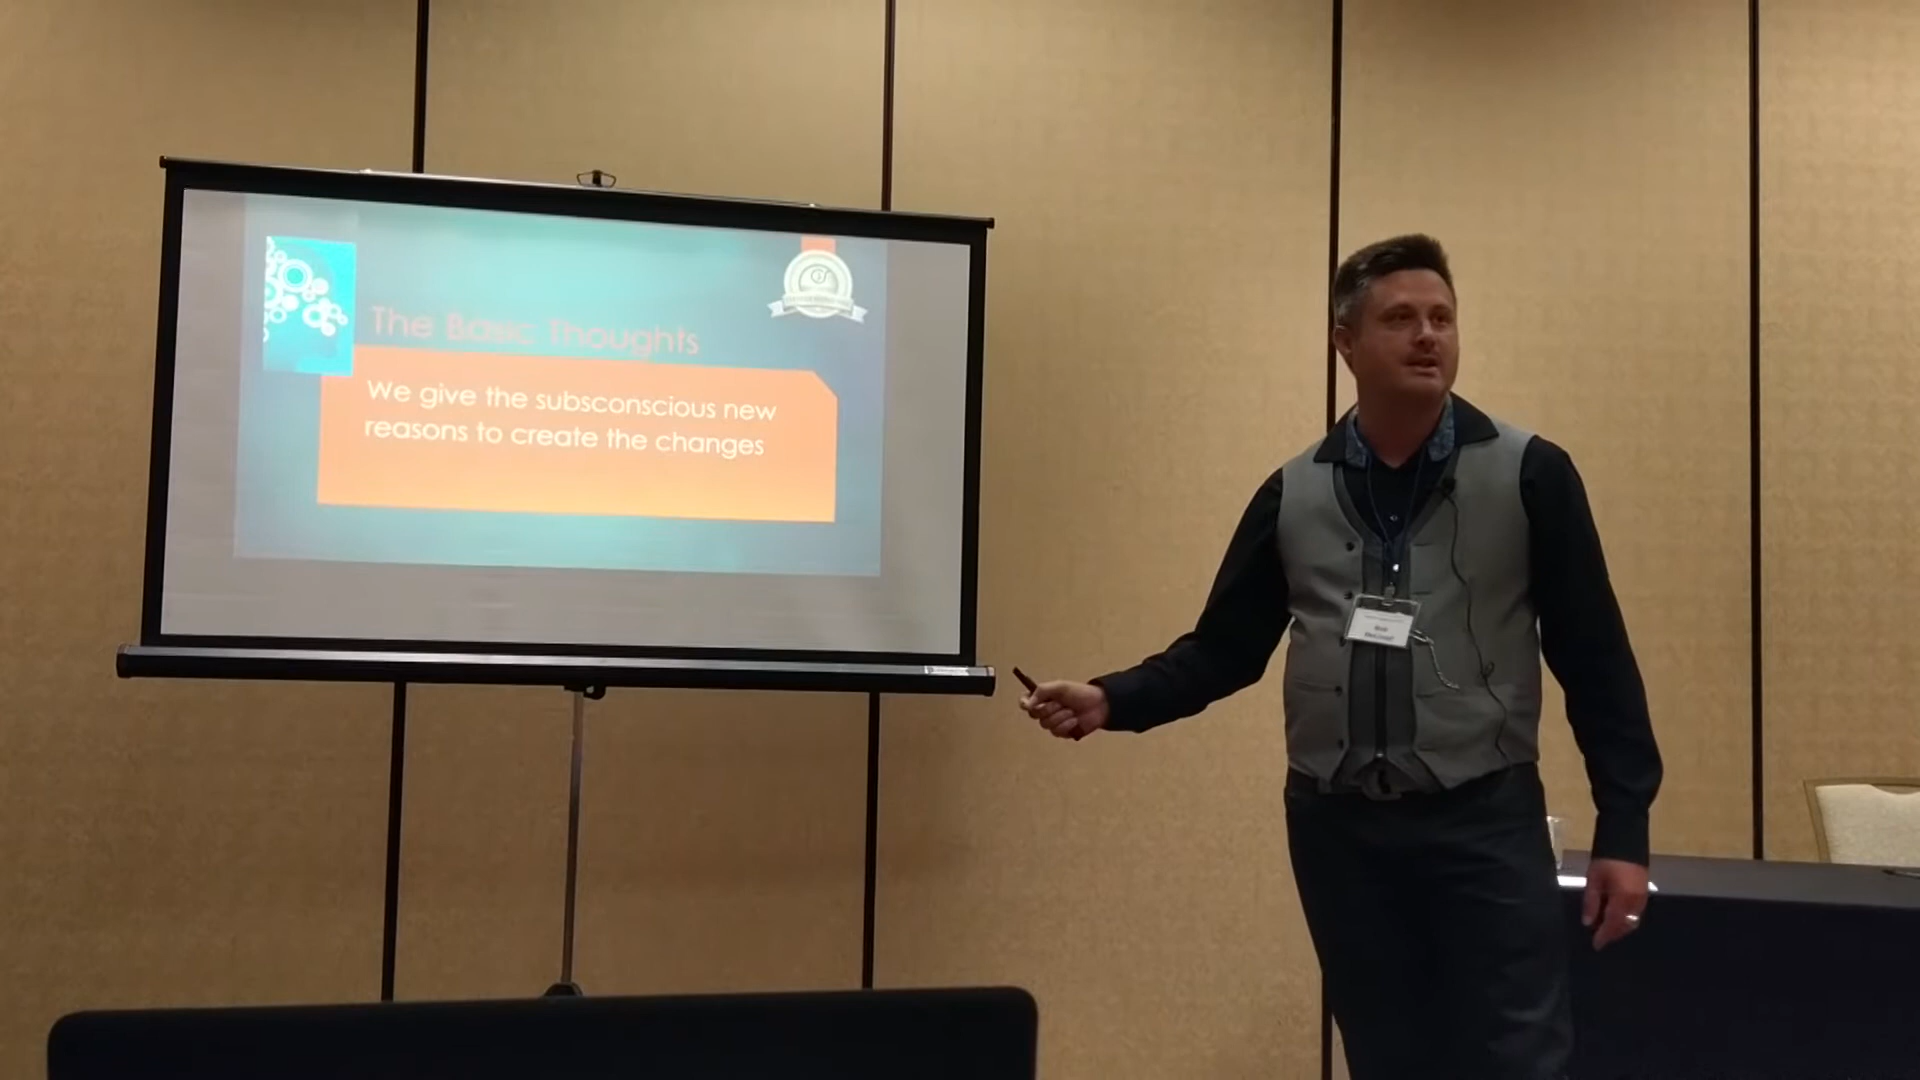 The Basic Thoughts
We give the subsconscious new
reasons to create the changes